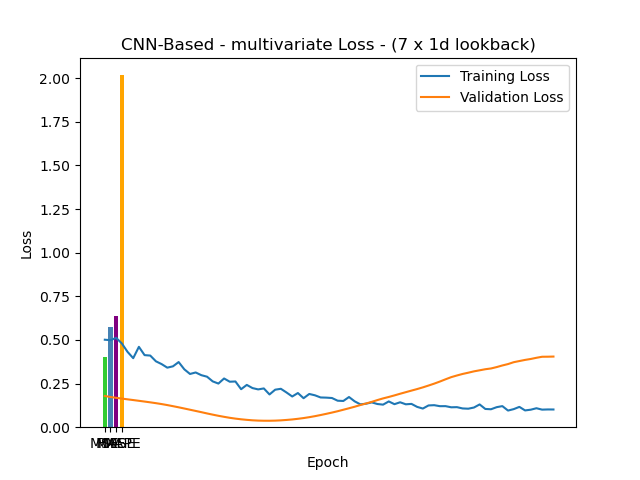 CNN-Based - multivariate Loss - (7 x 1d lookback)
Training Loss
Validation Loss
2.00
1.75
1.50
1.25
1.00
0.75
0.50
0.25
0.00
Loss
Epoch